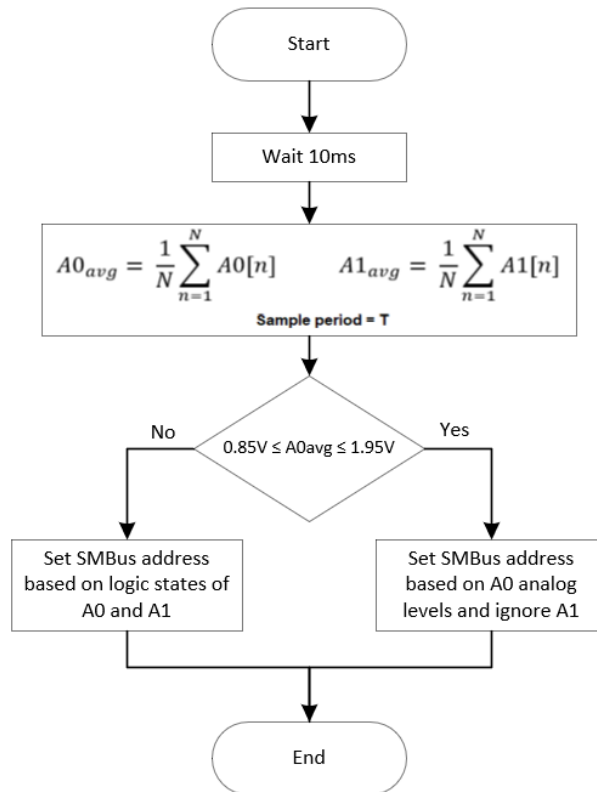 Start
Wait 10ms
A0avg = 1/N ∑_{n=1}^{N} A0[n] A1avg = 1/N ∑_{n=1}^{N} A1[n]
Sample period = T
0.85V ≤ A0avg ≤ 1.95V
No
Yes
Set SMBus address
based on logic states of
A0 and A1
Set SMBus address
based on A0 analog
levels and ignore A1
End